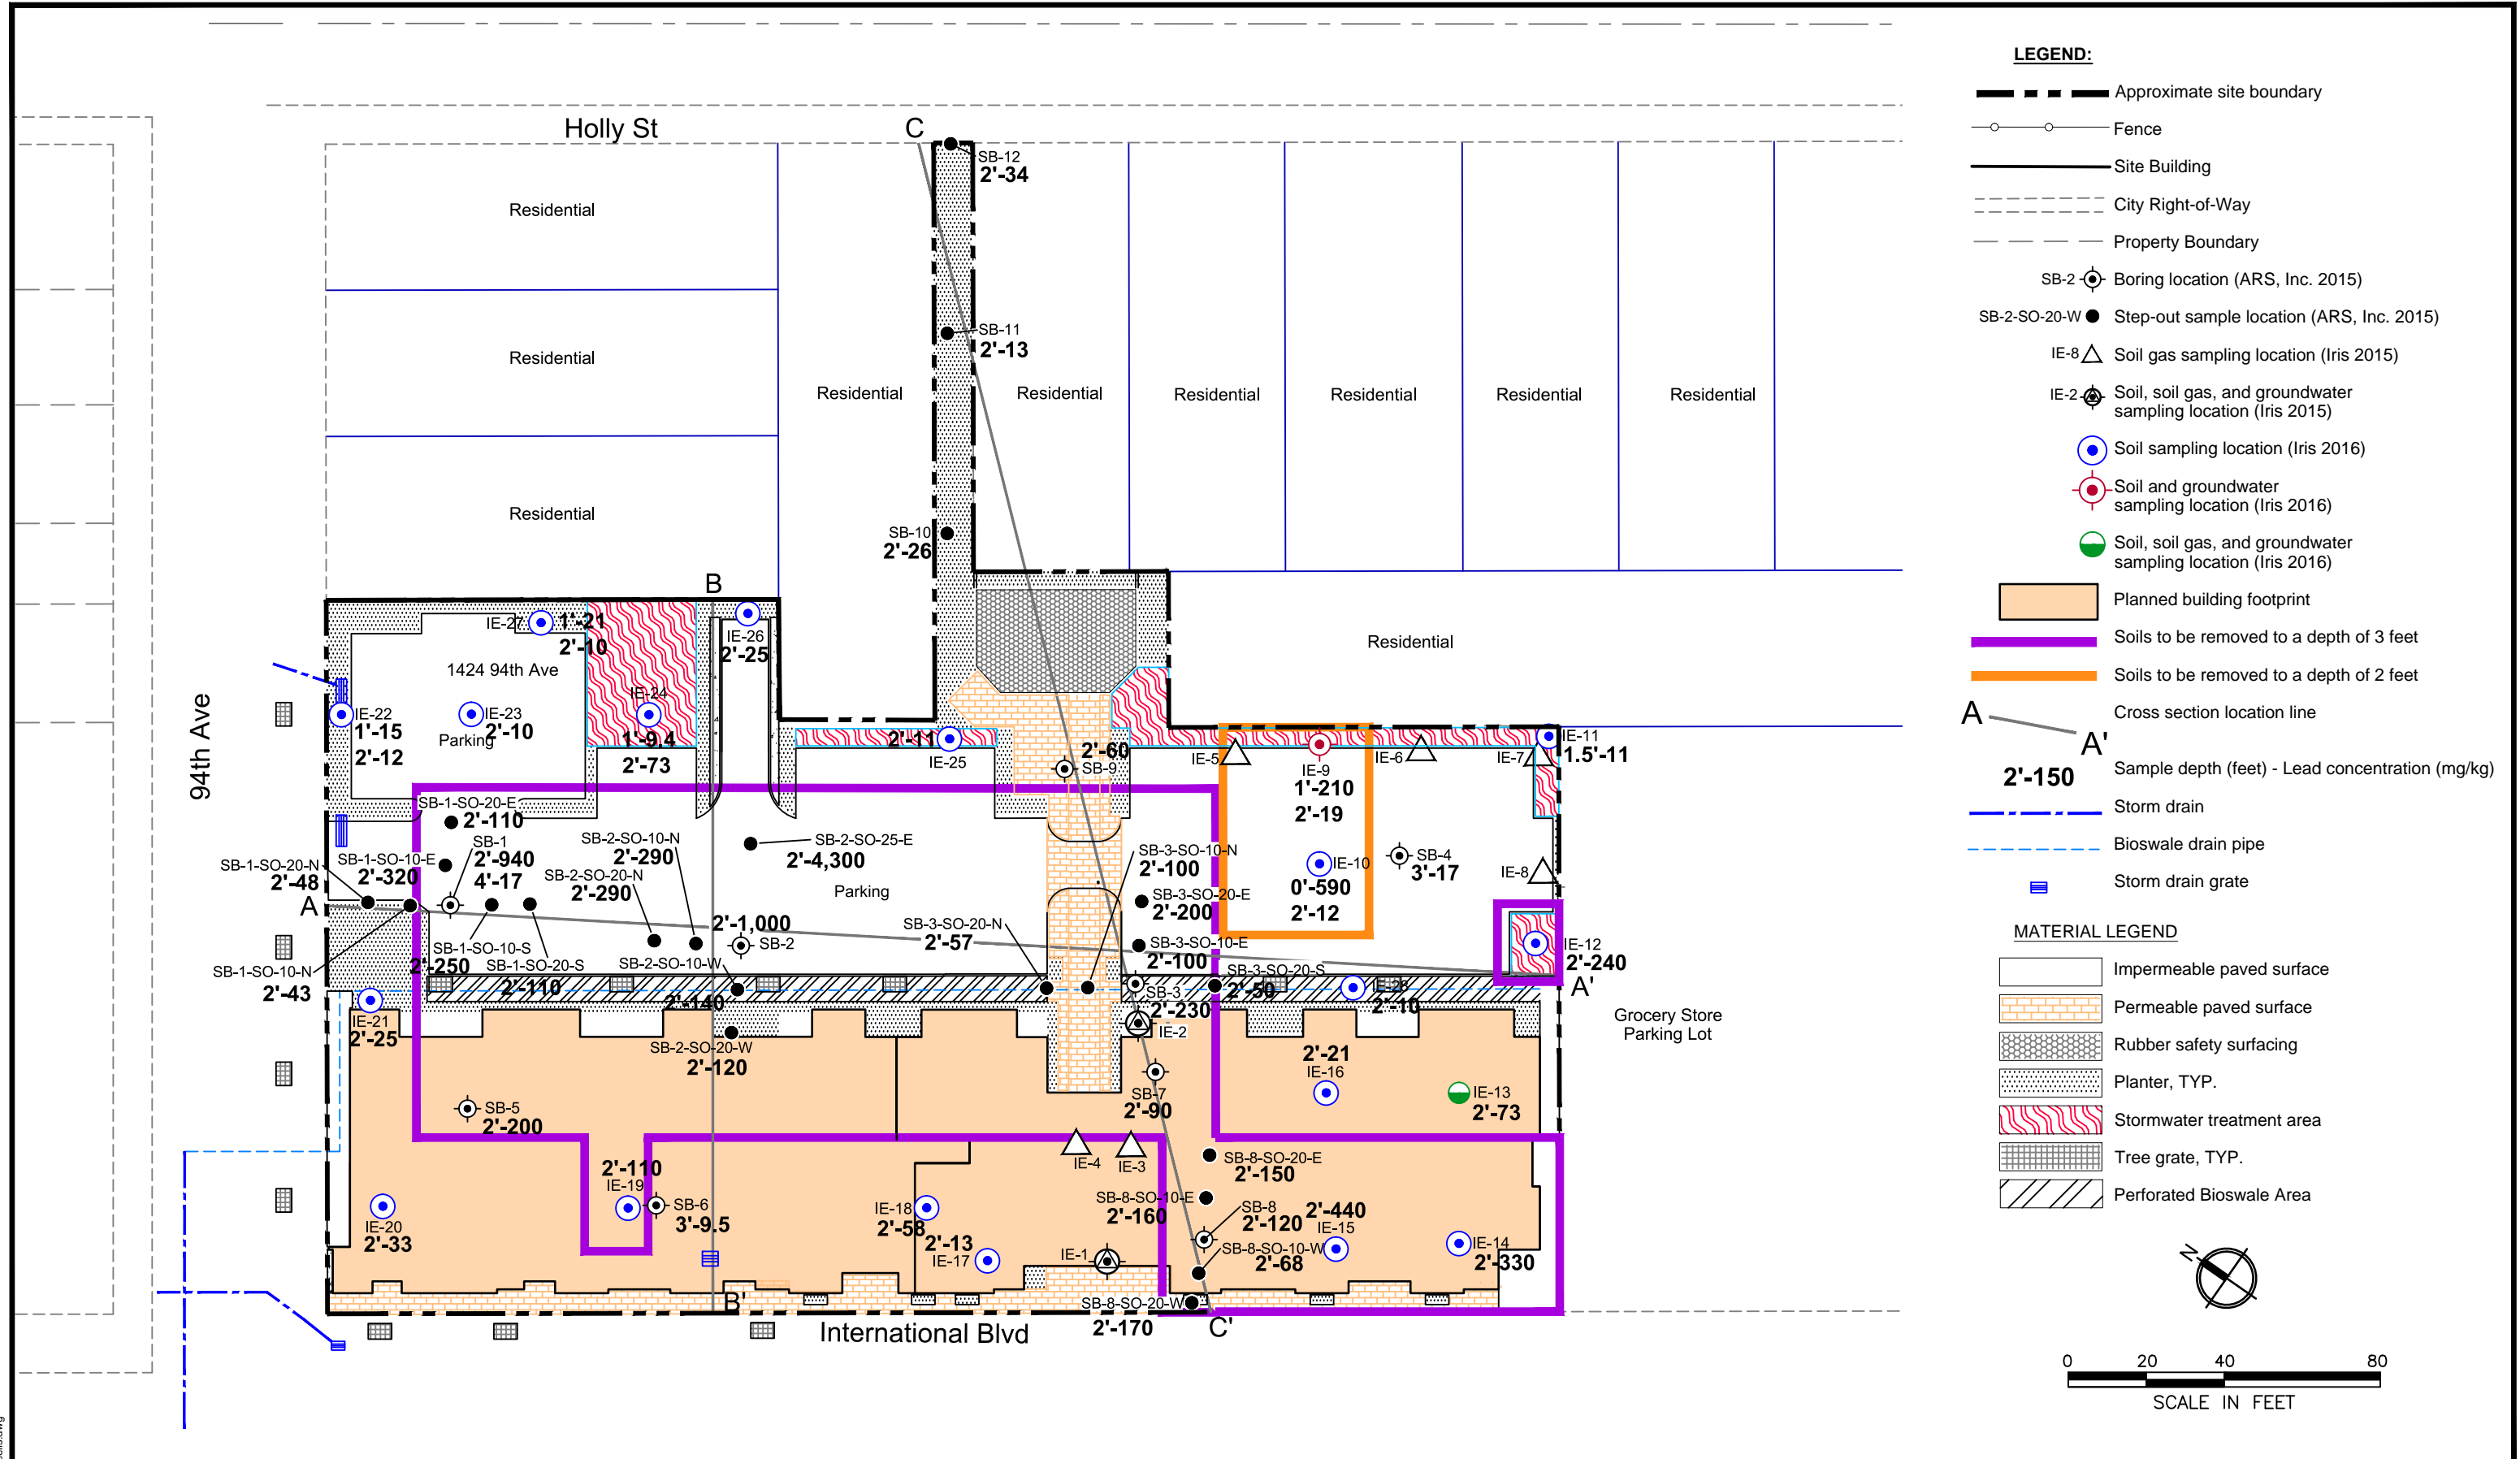 Holly St
C
SB-12
2'-34
Residential
SB-11
2'-13
Residential
Residential
Residential
Residential
Residential
Residential
Residential
Residential
SB-10
2'-26
B
IE-27
1'-21
2'-10
IE-26
2'-25
Residential
1424 94th Ave
IE-24
1'-9.4
2'-73
IE-22
1'-15
2'-12
IE-23
2'-10
Parking
94th Ave
2'-11
IE-25
2'-60
SB-9
IE-5
IE-9
1'-210
2'-19
IE-6
IE-7
IE-11
1.5'-11
SB-1-SO-20-E
2'-110
SB-1
2'-940
4'-17
SB-1-SO-20-N
2'-48
SB-1-SO-10-E
2'-320
SB-2-SO-10-N
2'-290
SB-2-SO-20-N
2'-290
SB-2-SO-25-E
2'-4,300
Parking
SB-3-SO-10-N
2'-100
SB-3-SO-20-E
2'-200
IE-10
0'-590
2'-12
SB-4
3'-17
IE-8
A
SB-1-SO-10-S
2'-250
SB-1-SO-20-S
2'-110
2'-1,000
SB-2
SB-3-SO-20-N
2'-57
SB-3-SO-10-E
2'-100
IE-12
2'-240
SB-1-SO-10-N
2'-43
SB-2-SO-10-W
2'-140
SB-3-SO-20-S
2'-50
IE-28
2'-10
A'
SB-3
2'-230
IE-2
IE-21
2'-25
SB-2-SO-20-W
2'-120
Grocery Store
Parking Lot
SB-5
2'-200
SB-7
2'-90
2'-21
IE-16
IE-13
2'-73
2'-110
IE-19
SB-6
3'-9.5
IE-4
IE-3
SB-8-SO-20-E
2'-150
SB-8-SO-10-E
2'-160
SB-8
2'-120
2'-440
IE-15
IE-20
2'-33
IE-18
2'-58
2'-13
IE-17
IE-1
SB-8-SO-10-W
2'-68
IE-14
2'-330
B'
SB-8-SO-20-W
2'-170
C'
International Blvd
LEGEND:
Approximate site boundary
Fence
Site Building
City Right-of-Way
Property Boundary
SB-2 Boring location (ARS, Inc. 2015)
SB-2-SO-20-W Step-out sample location (ARS, Inc. 2015)
IE-8 Soil gas sampling location (Iris 2015)
IE-2 Soil, soil gas, and groundwater
sampling location (Iris 2015)
Soil sampling location (Iris 2016)
Soil and groundwater
sampling location (Iris 2016)
Soil, soil gas, and groundwater
sampling location (Iris 2016)
Planned building footprint
Soils to be removed to a depth of 3 feet
Soils to be removed to a depth of 2 feet
A A' Cross section location line
2'-150 Sample depth (feet) - Lead concentration (mg/kg)
Storm drain
Bioswale drain pipe
Storm drain grate
MATERIAL LEGEND
Impermeable paved surface
Permeable paved surface
Rubber safety surfacing
Planter, TYP.
Stormwater treatment area
Tree grate, TYP.
Perforated Bioswale Area
N
0 20 40 80
SCALE IN FEET